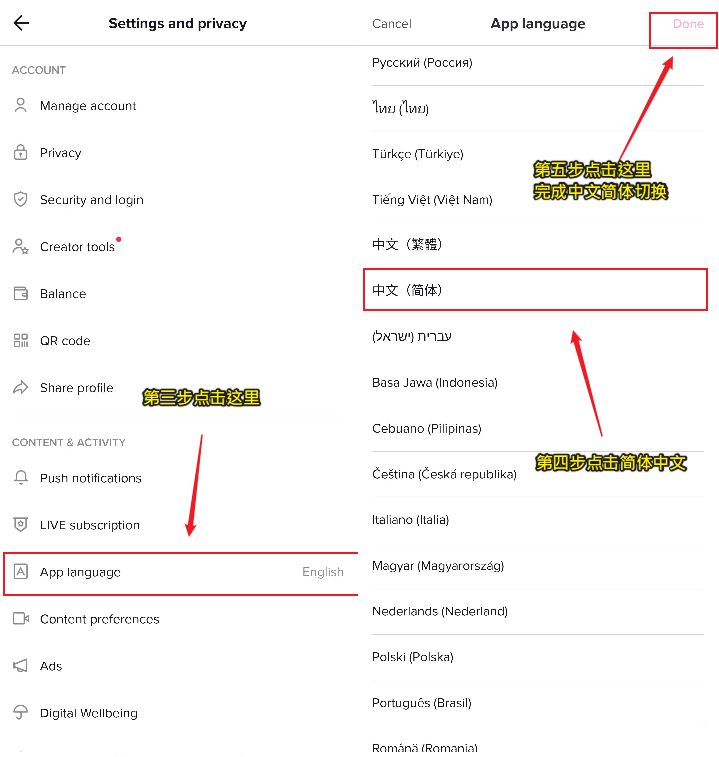 Settings and privacy
ACCOUNT
Manage account
Privacy
Security and login
Creator tools
Balance
QR code
Share profile
第三步点击这里
CONTENT & ACTIVITY
Push notifications
LIVE subscription
App language
English
Content preferences
Ads
Digital Wellbeing
Cancel
App language
Done
Русский (Россия)
ไทย (ไทย)
Türkçe (Türkiye)
第五步点击这里
完成中文简体切换
Tiếng Việt (Việt Nam)
中文（繁體）
中文（简体）
עברית (ישראל)
Basa Jawa (Indonesia)
Cebuano (Pilipinas)
第四步点击简体中文
Čeština (Česká republika)
Italiano (Italia)
Magyar (Magyarország)
Nederlands (Nederland)
Polski (Polska)
Português (Brasil)
Română (Romania)